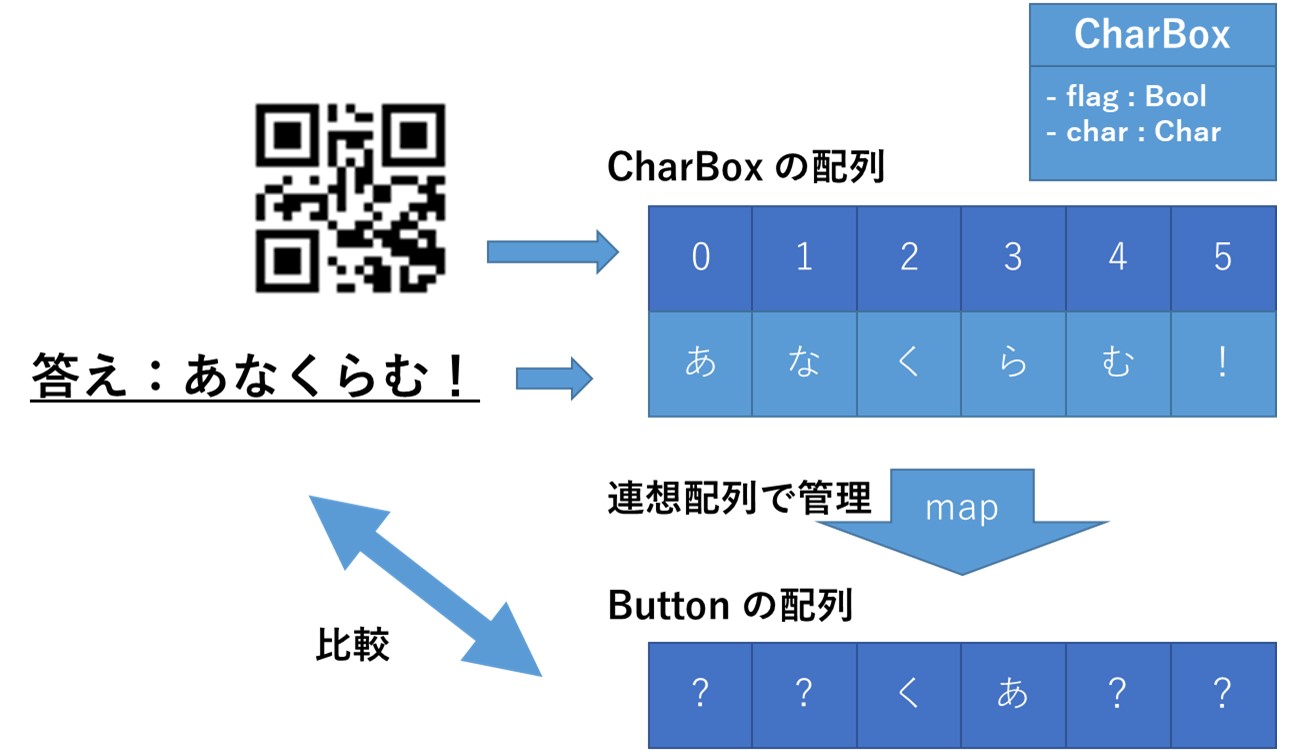 CharBox
- flag : Bool
- char : Char
CharBox の配列
0 1 2 3 4 5
あ な く ら む !
答え：あなくらむ！
連想配列で管理
map
Button の配列
? ? く あ ? ?
比較